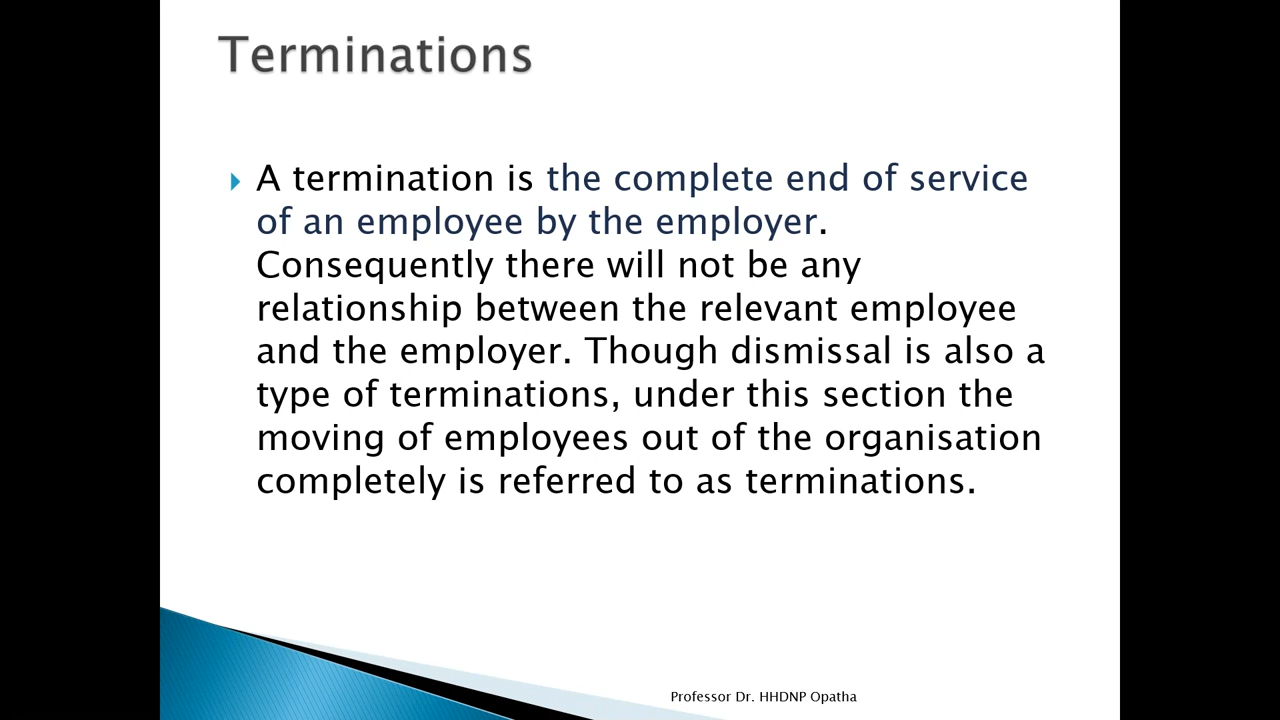 Terminations
A termination is the complete end of service
of an employee by the employer.
Consequently there will not be any
relationship between the relevant employee
and the employer. Though dismissal is also a
type of terminations, under this section the
moving of employees out of the organisation
completely is referred to as terminations.
Professor Dr. HHDNP Opatha